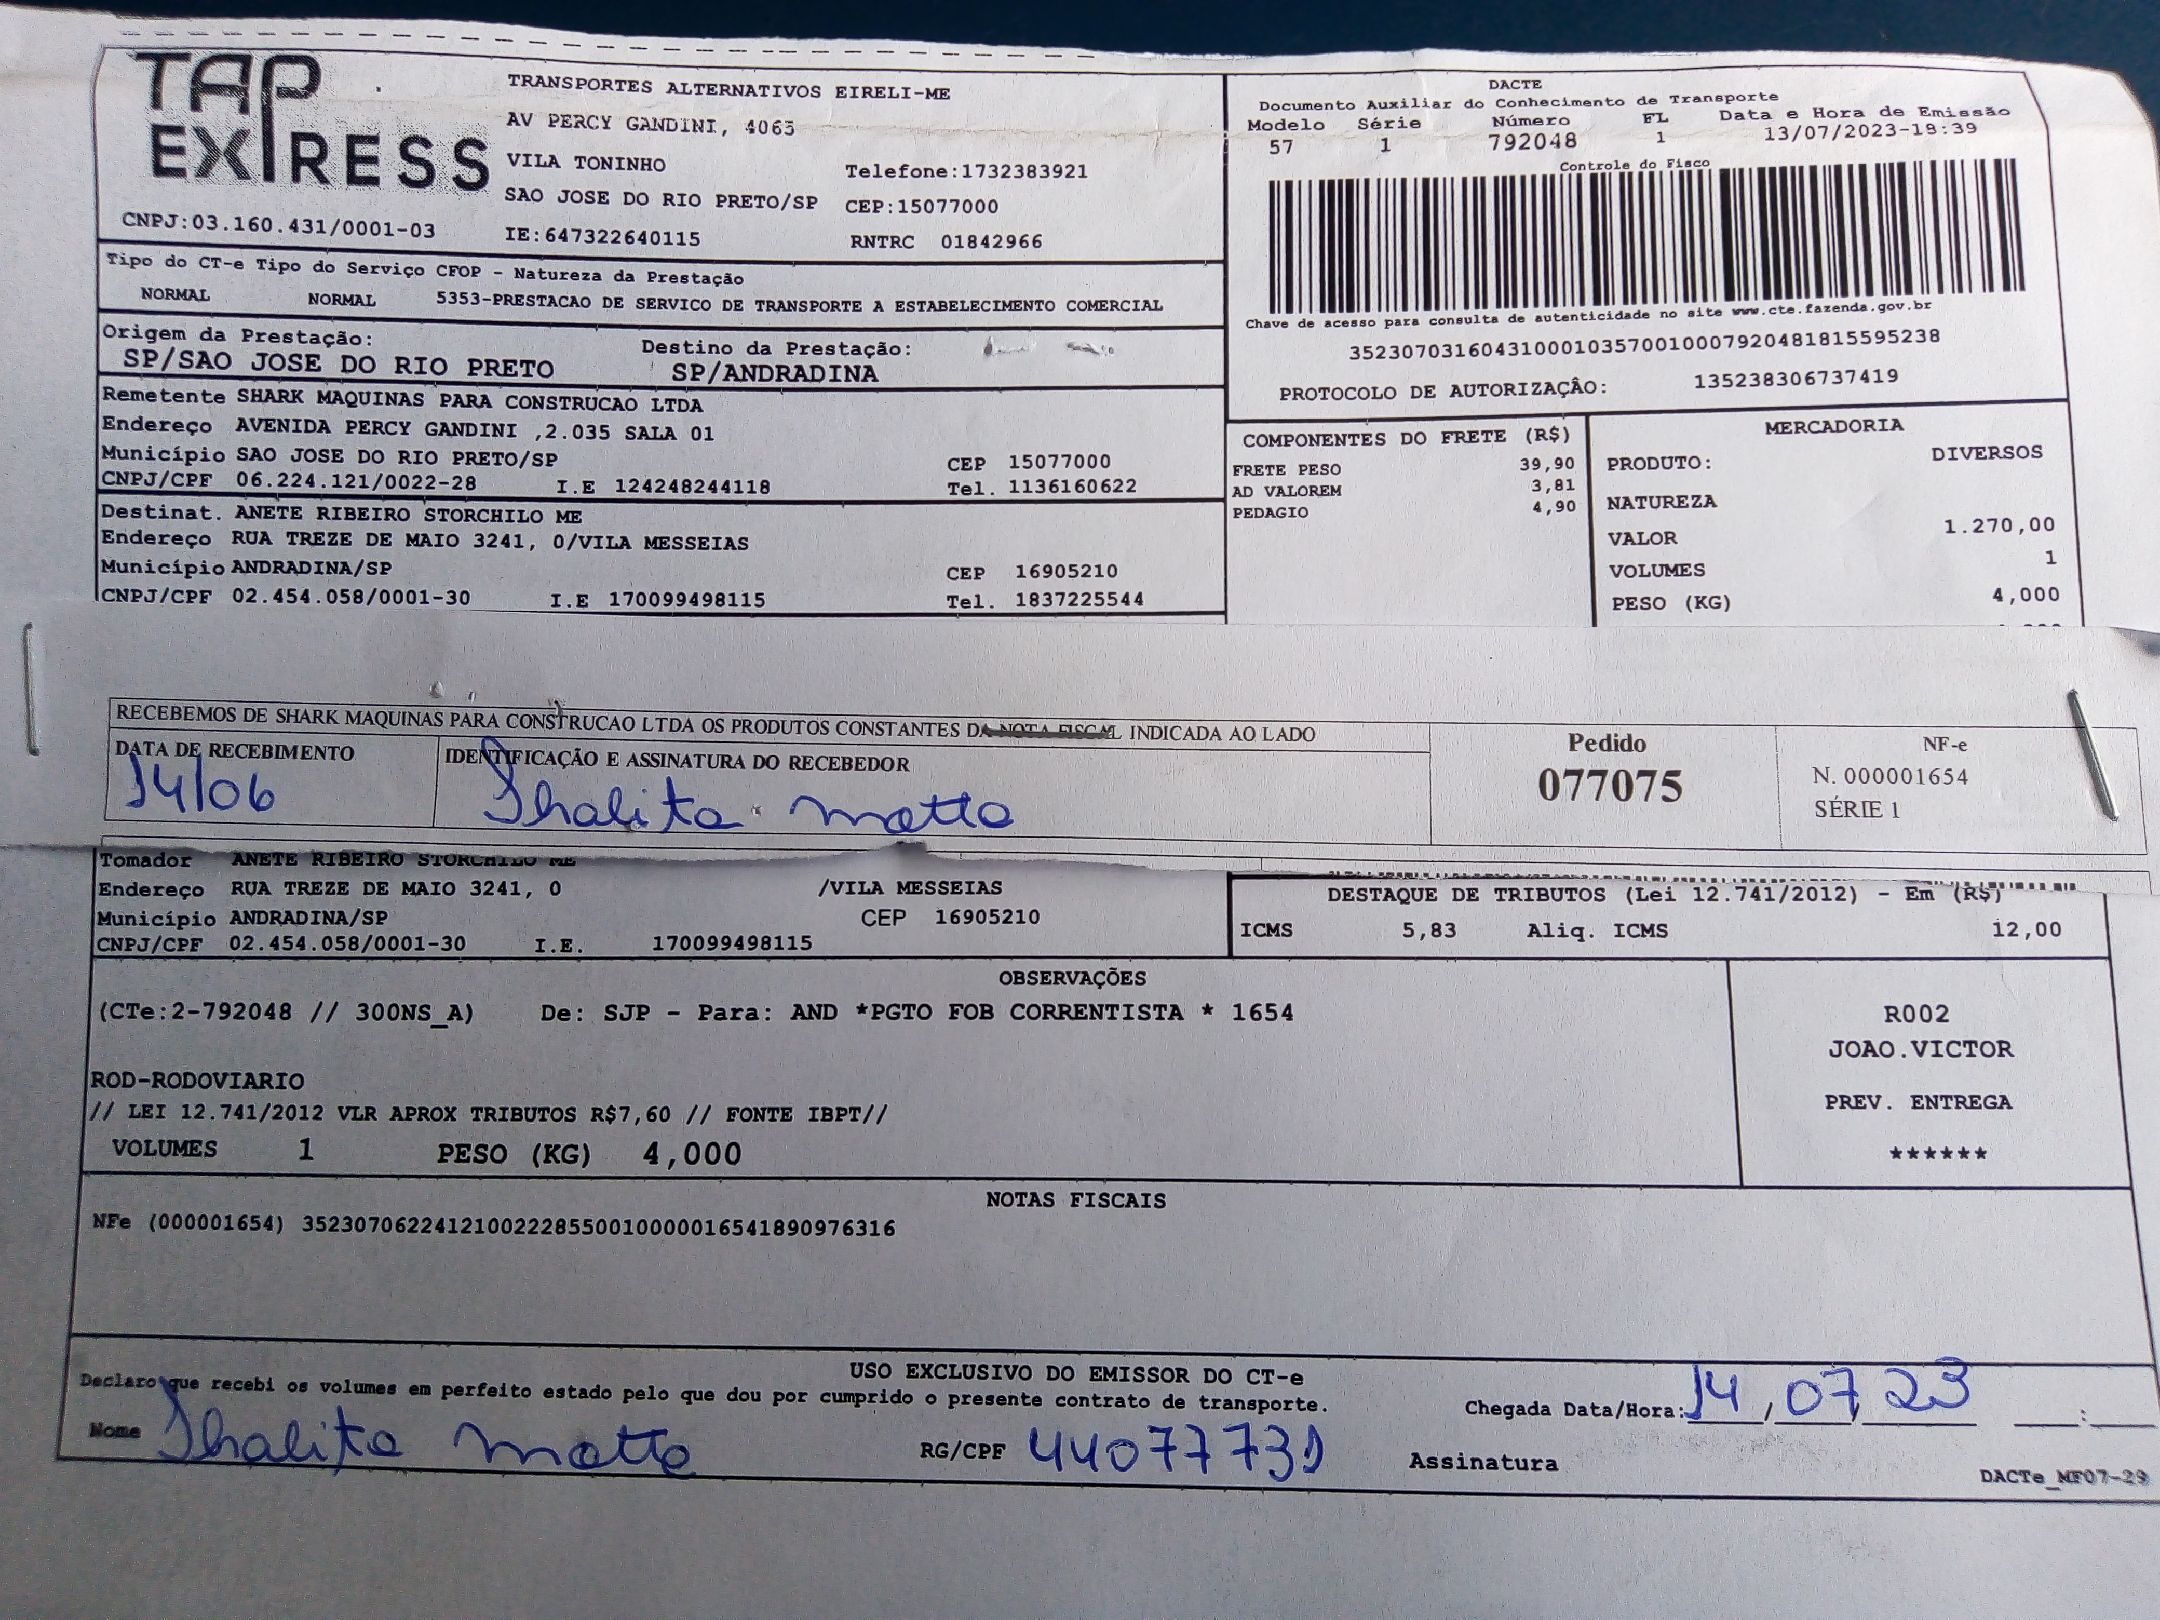 TAP EXPRESS
TRANSPORTES ALTERNATIVOS EIRELI-ME
AV PERCY GANDINI, 4065
VILA TONINHO Telefone:1732383921
SAO JOSE DO RIO PRETO/SP CEP:15077000
CNPJ:03.160.431/0001-03 IE:647322640115 RNTRC 01842966
DACTE
Documento Auxiliar do Conhecimento de Transporte
Modelo Série Número FL Data e Hora de Emissão
57 1 792048 1 13/07/2023-18:39
Controle do Fisco
Chave de acesso para consulta de autenticidade no site www.cte.fazenda.gov.br
35230703160431000103570010007920481815595238
PROTOCOLO DE AUTORIZAÇÂO: 135238306737419
Tipo do CT-e Tipo do Serviço CFOP - Natureza da Prestação
NORMAL NORMAL 5353-PRESTACAO DE SERVICO DE TRANSPORTE A ESTABELECIMENTO COMERCIAL
Origem da Prestação: Destino da Prestação:
SP/SAO JOSE DO RIO PRETO SP/ANDRADINA
Remetente SHARK MAQUINAS PARA CONSTRUCAO LTDA
Endereço AVENIDA PERCY GANDINI ,2.035 SALA 01
Município SAO JOSE DO RIO PRETO/SP CEP 15077000
CNPJ/CPF 06.224.121/0022-28 I.E 124248244118 Tel. 1136160622
Destinat. ANETE RIBEIRO STORCHILO ME
Endereço RUA TREZE DE MAIO 3241, 0/VILA MESSEIAS
Município ANDRADINA/SP CEP 16905210
CNPJ/CPF 02.454.058/0001-30 I.E 170099498115 Tel. 1837225544
COMPONENTES DO FRETE (R$)
FRETE PESO 39,90
AD VALOREM 3,81
PEDAGIO 4,90
MERCADORIA
PRODUTO: DIVERSOS
NATUREZA
VALOR 1.270,00
VOLUMES 1
PESO (KG) 4,000
RECEBEMOS DE SHARK MAQUINAS PARA CONSTRUCAO LTDA OS PRODUTOS CONSTANTES DA NOTA FISCAL INDICADA AO LADO
DATA DE RECEBIMENTO IDENTIFICAÇÃO E ASSINATURA DO RECEBEDOR
14/06 Thalita motta
Pedido
077075
NF-e
N. 000001654
SÉRIE 1
Tomador ANETE RIBEIRO STORCHILO ME
Endereço RUA TREZE DE MAIO 3241, 0 /VILA MESSEIAS
Município ANDRADINA/SP CEP 16905210
CNPJ/CPF 02.454.058/0001-30 I.E. 170099498115
DESTAQUE DE TRIBUTOS (Lei 12.741/2012) - Em (R$)
ICMS 5,83 Aliq. ICMS 12,00
OBSERVAÇÕES
(CTe:2-792048 // 300NS_A) De: SJP - Para: AND *PGTO FOB CORRENTISTA * 1654
ROD-RODOVIARIO
// LEI 12.741/2012 VLR APROX TRIBUTOS R$7,60 // FONTE IBPT//
VOLUMES 1 PESO (KG) 4,000
R002
JOAO.VICTOR
PREV. ENTREGA
******
NOTAS FISCAIS
NFe (000001654) 35230706224121002228550010000016541890976316
USO EXCLUSIVO DO EMISSOR DO CT-e
Declaro que recebi os volumes em perfeito estado pelo que dou por cumprido o presente contrato de transporte.
Chegada Data/Hora: 14, 07, 23 :
Nome Thalita motta RG/CPF 44077731 Assinatura
DACTe_MF07-29